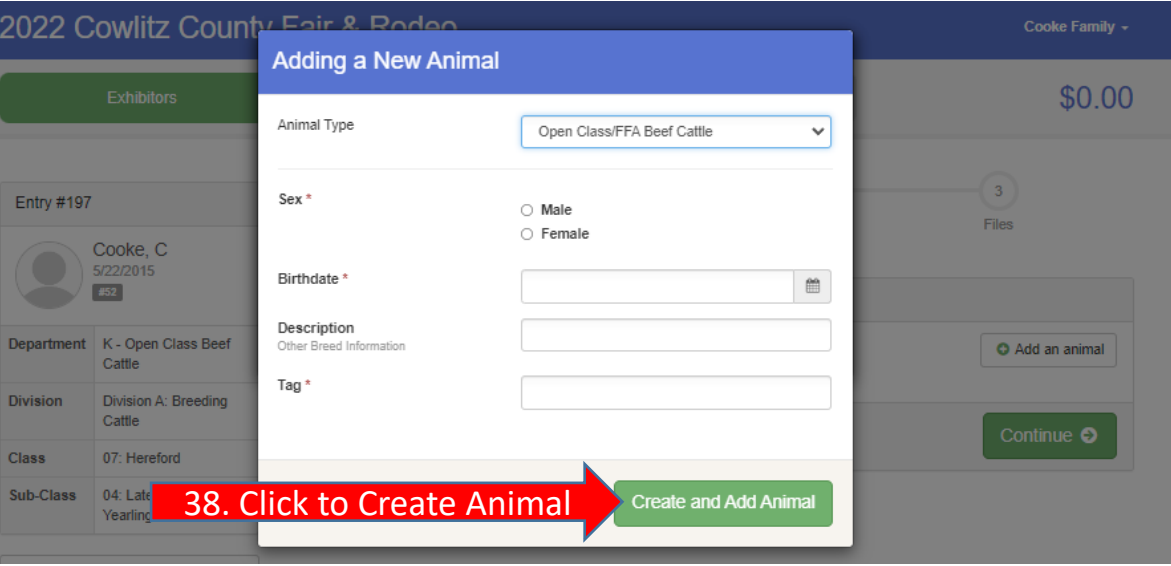 2022 Cowlitz County Fair & Rodeo
Cooke Family
Exhibitors
$0.00
Adding a New Animal
Animal Type
Open Class/FFA Beef Cattle
Sex *
Male
Female
Birthdate *
Description
Other Breed Information
Tag *
Create and Add Animal
38. Click to Create Animal
3
Files
Entry #197
Cooke, C
5/22/2015
#52
Department K - Open Class Beef
Cattle
Division Division A: Breeding
Cattle
Class 07: Hereford
Sub-Class 04: Late
Yearling
Add an animal
Continue